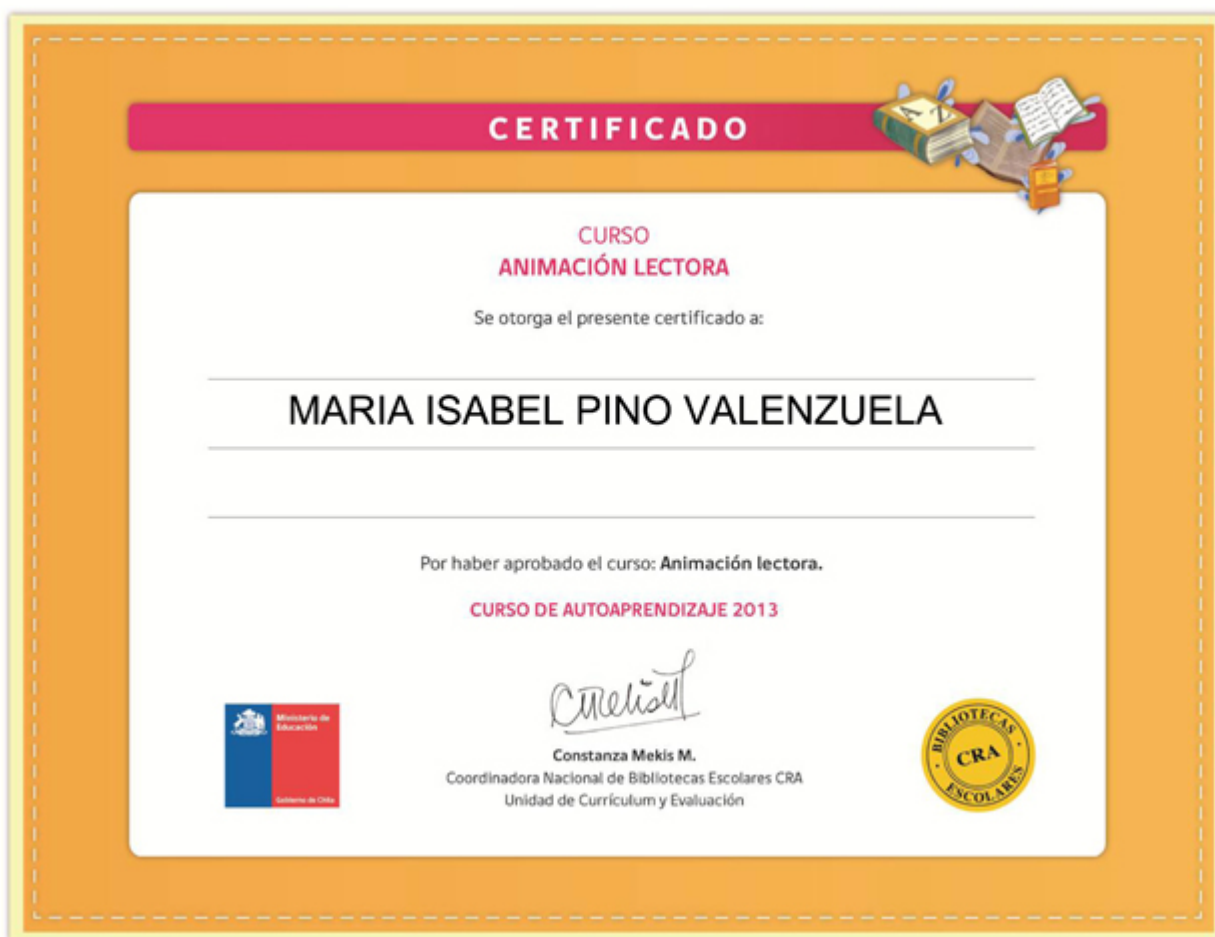 CERTIFICADO
A Z
CURSO
ANIMACIÓN LECTORA
Se otorga el presente certificado a:
MARIA ISABEL PINO VALENZUELA
Por haber aprobado el curso: Animación lectora.
CURSO DE AUTOAPRENDIZAJE 2013
Constanza Mekis M.
Coordinadora Nacional de Bibliotecas Escolares CRA
Unidad de Currículum y Evaluación
Ministerio de
Educación
Gobierno de Chile
BIBLIOTECAS
CRA
ESCOLARES